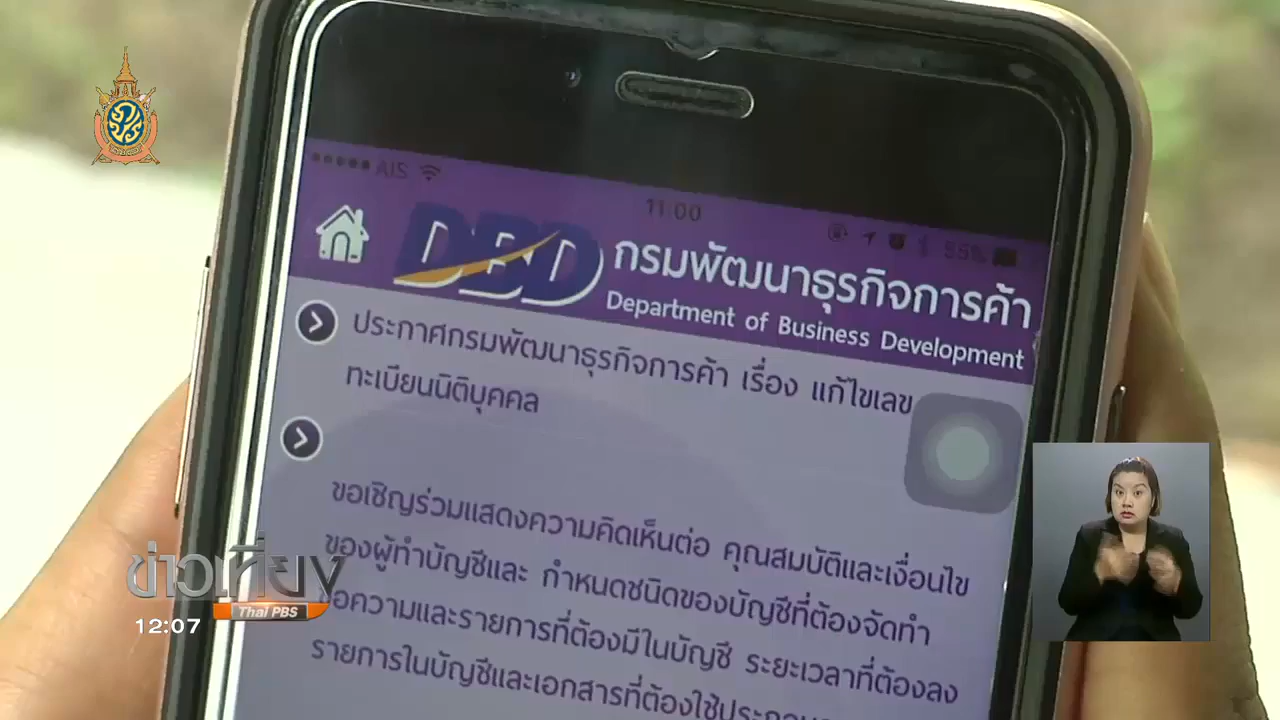 AIS
11:00
55%
DBD
กรมพัฒนาธุรกิจการค้า
Department of Business Development
ประกาศกรมพัฒนาธุรกิจการค้า เรื่อง แก้ไขเลข
ทะเบียนนิติบุคคล
ขอเชิญร่วมแสดงความคิดเห็นต่อ คุณสมบัติและเงื่อนไข
ของผู้ทำบัญชีและ กำหนดชนิดของบัญชีที่ต้องจัดทำ
ข้อความและรายการที่ต้องมีในบัญชี ระยะเวลาที่ต้องลง
รายการในบัญชีและเอกสารที่ต้องใช้
ข่าวเที่ยง
Thai PBS
12:07